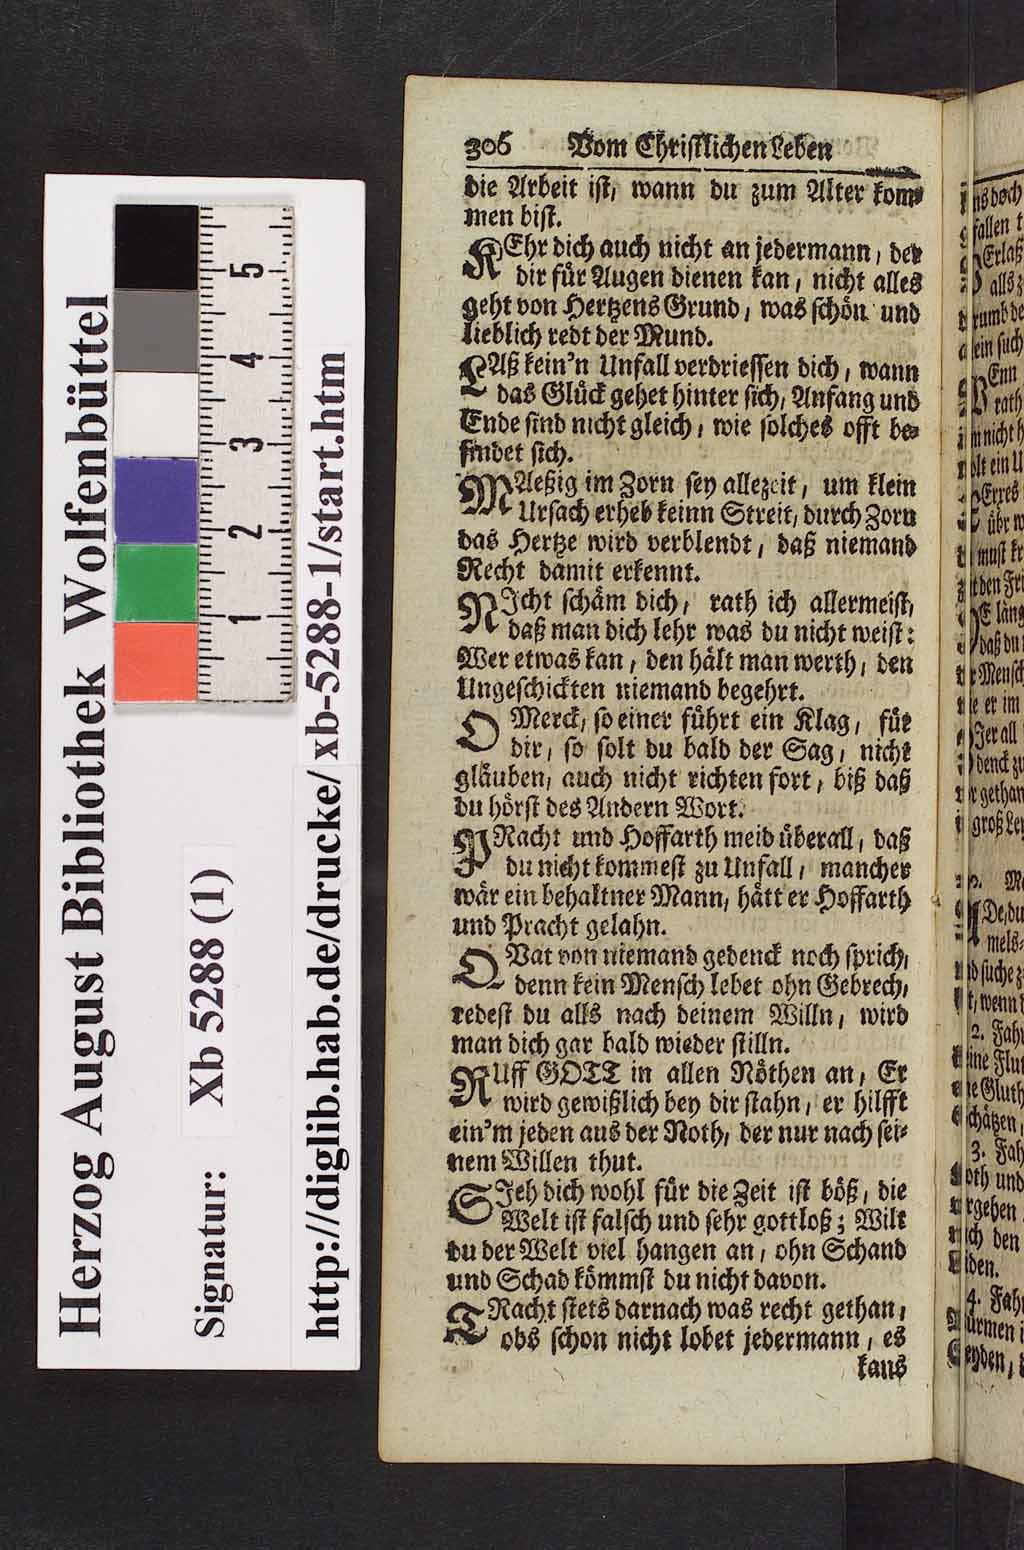 306 Vom Christlichen Leben
die Arbeit ist, wann du zum Alter kom-
men bist.
KEhr dich auch nicht an jedermann, der
dir für Augen dienen kan, nicht alles
geht von Hertzens Grund, was schön und
lieblich redt der Mund.
LAß kein'n Unfall verdriessen dich, wann
das Glück gehet hinter sich, Anfang und
Ende sind nicht gleich, wie solches offt be-
findet sich.
MAeßig im Zorn sey allezeit, um klein
Ursach erheb keinn Streit, durch Zorn
das Hertze wird verblendt, daß niemand
Recht damit erkennt.
NIcht schäm dich, rath ich allermeist,
daß man dich lehr was du nicht weist:
Wer etwas kan, den hält man werth, den
Ungeschickten niemand begehrt.
O Merck, so einer führt ein Klag, für
dir, so solt du bald der Sag, nicht
gläuben, auch nicht richten fort, biß daß
du hörst des Andern Wort.
PRacht und Hoffarth meid überall, daß
du nicht kommest zu Unfall, mancher
wär ein behaltner Mann, hätt er Hoffarth
und Pracht gelahn.
QVat von niemand gedenck noch sprich,
denn kein Mensch lebet ohn Gebrech,
redest du alls nach deinem Willn, wird
man dich gar bald wieder stilln.
RUff GOTT in allen Nöthen an, Er
wird gewißlich bey dir stahn, er hilfft
ein'm jeden aus der Noth, der nur nach sei-
nem Willen thut.
SJeh dich wohl für die Zeit ist böß, die
Welt ist falsch und sehr gottloß; Wilt
du der Welt viel hangen an, ohn Schand
und Schad kömmst du nicht davon.
TRacht stets darnach was recht gethan,
obs schon nicht lobet jedermann, es
kans
Herzog August Bibliothek Wolfenbüttel
Signatur: Xb 5288 (1)
http://diglib.hab.de/drucke/xb-5288-1/start.htm
5
4
3
2
1